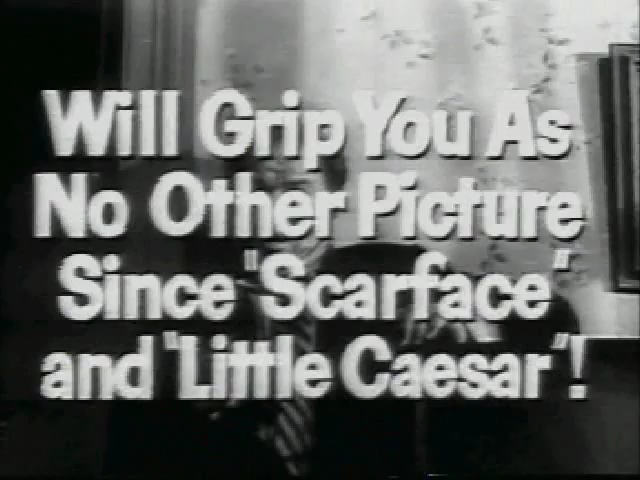 Will Grip You As
No Other Picture
Since "Scarface"
and "Little Caesar"!